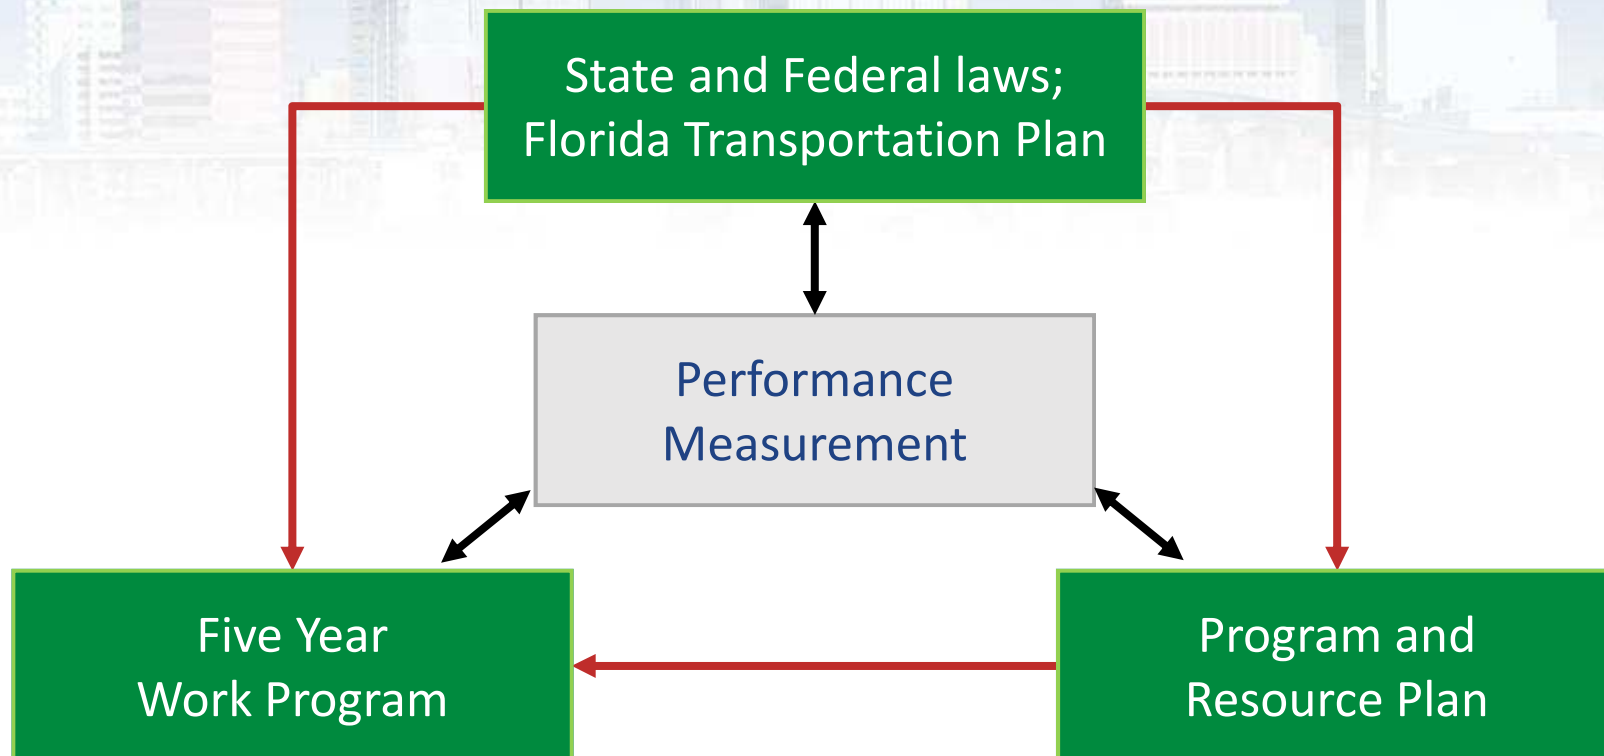 State and Federal laws;
Florida Transportation Plan
Performance
Measurement
Five Year
Work Program
Program and
Resource Plan